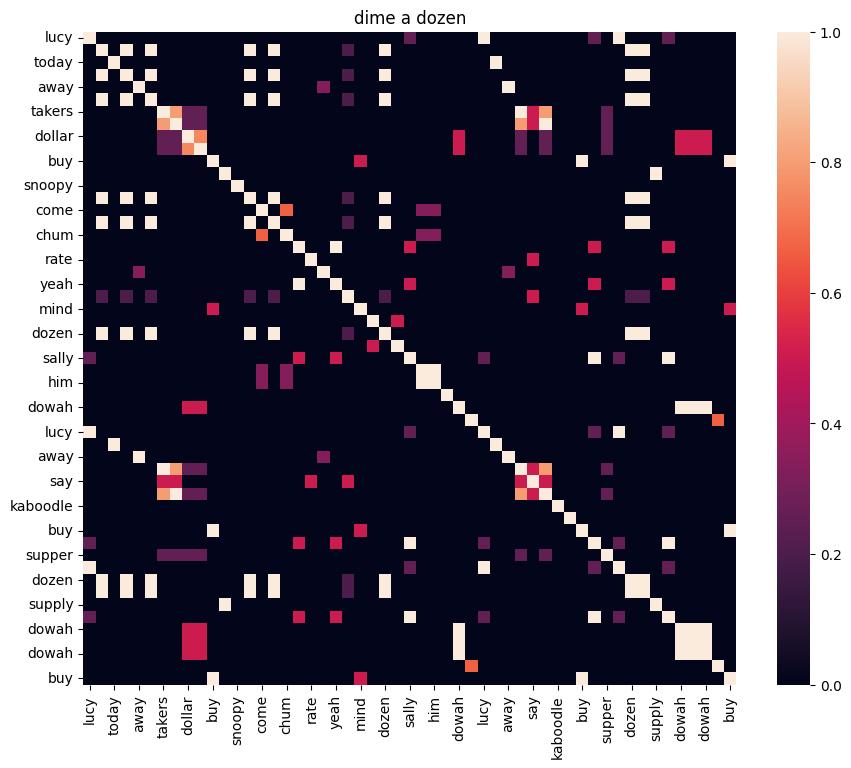 dime a dozen
lucy
today
away
takers
dollar
buy
snoopy
come
chum
rate
yeah
mind
dozen
sally
him
dowah
lucy
away
say
kaboodle
buy
supper
dozen
supply
dowah
dowah
buy
lucy
today
away
takers
dollar
buy
snoopy
come
chum
rate
yeah
mind
dozen
sally
him
dowah
lucy
away
say
kaboodle
buy
supper
dozen
supply
dowah
dowah
buy
1.0
0.8
0.6
0.4
0.2
0.0